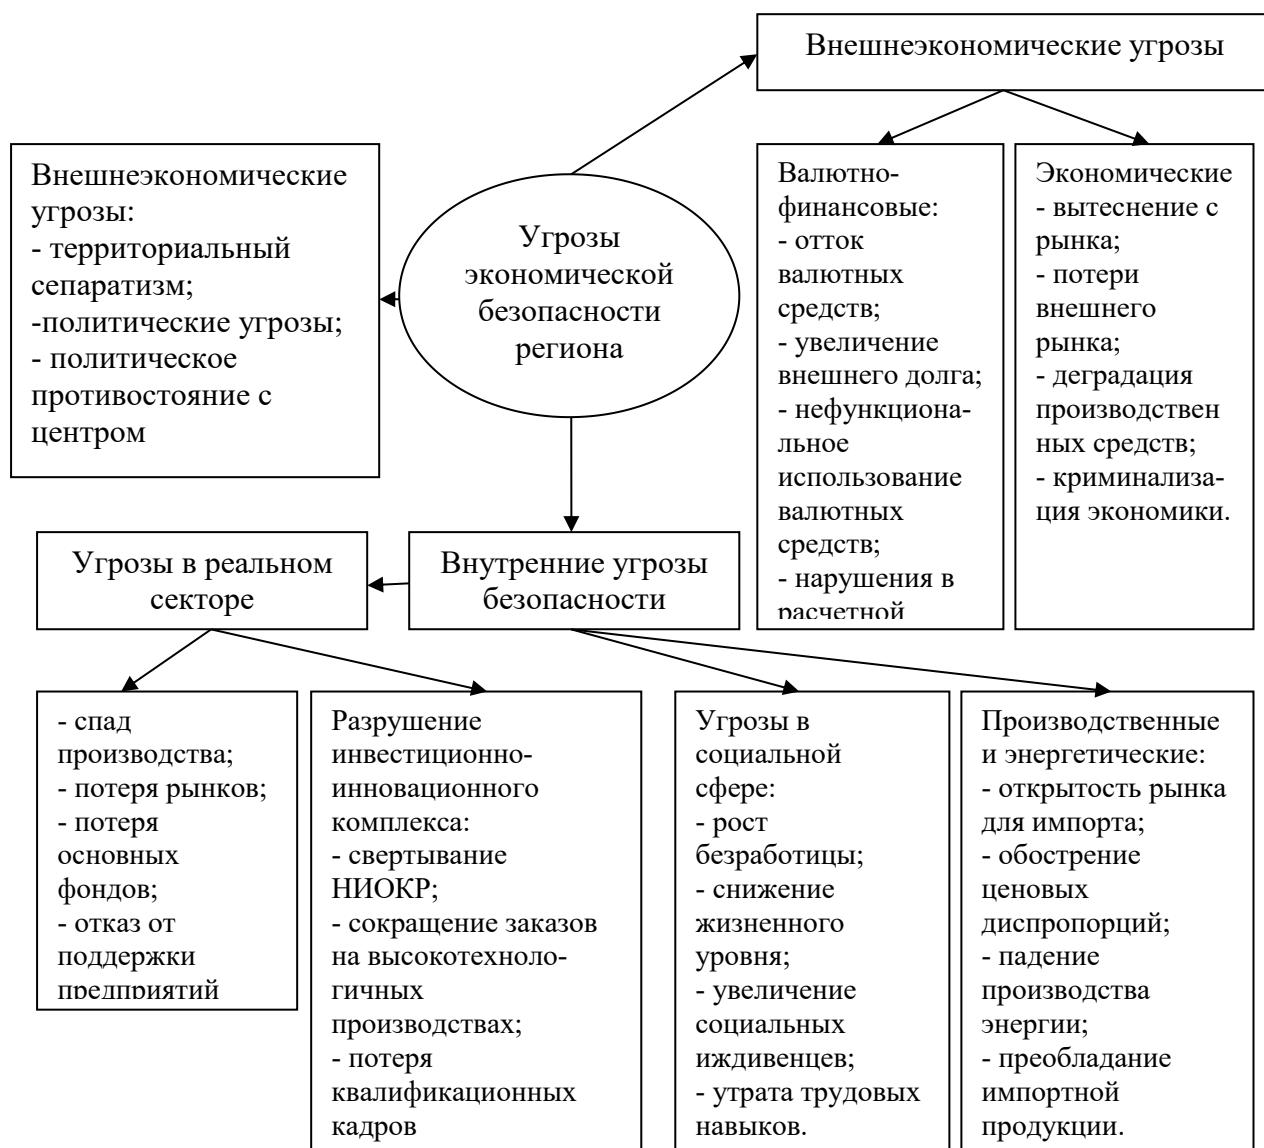 Внешнеэкономические угрозы
Внешнеэкономические
угрозы:
- территориальный
сепаратизм;
-политические угрозы;
- политическое
противостояние с
центром
Угрозы
экономической
безопасности
региона
Валютно-
финансовые:
- отток
валютных
средств;
- увеличение
внешнего долга;
- нефункциона-
льное
использование
валютных
средств;
- нарушения в
расчетной
Экономические
- вытеснение с
рынка;
- потери
внешнего
рынка;
- деградация
производствен
ных средств;
- криминализа-
ция экономики.
Угрозы в реальном
секторе
Внутренние угрозы
безопасности
- спад
производства;
- потеря рынков;
- потеря
основных
фондов;
- отказ от
поддержки
предприятий
Разрушение
инвестиционно-
инновационного
комплекса:
- свертывание
НИОКР;
- сокращение заказов
на высокотехноло-
гичных
производствах;
- потеря
квалификационных
кадров
Угрозы в
социальной
сфере:
- рост
безработицы;
- снижение
жизненного
уровня;
- увеличение
социальных
иждивенцев;
- утрата трудовых
навыков.
Производственные
и энергетические:
- открытость рынка
для импорта;
- обострение
ценовых
диспропорций;
- падение
производства
энергии;
- преобладание
импортной
продукции.